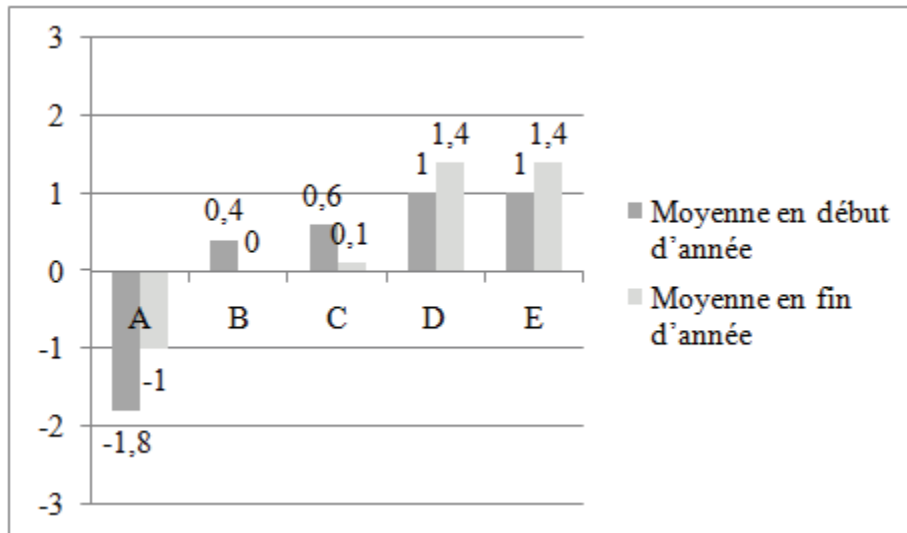 3
2
1
0
-1
-2
-3
-1,8
-1
0,4
0
0,6
0,1
1
1,4
1
1,4
A
B
C
D
E
Moyenne en début
d’année
Moyenne en fin
d’année